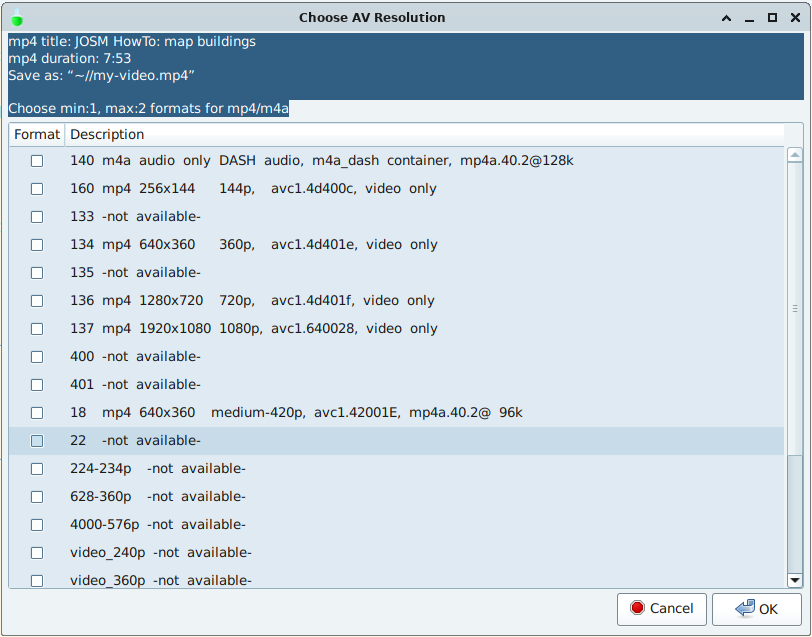 Choose AV Resolution
mp4 title: JOSM HowTo: map buildings
mp4 duration: 7:53
Save as: “~//my-video.mp4”
Choose min:1, max:2 formats for mp4/m4a
Format Description
140 m4a audio only DASH audio, m4a_dash container, mp4a.40.2@128k
160 mp4 256x144 144p, avc1.4d400c, video only
133 -not available-
134 mp4 640x360 360p, avc1.4d401e, video only
135 -not available-
136 mp4 1280x720 720p, avc1.4d401f, video only
137 mp4 1920x1080 1080p, avc1.640028, video only
400 -not available-
401 -not available-
18 mp4 640x360 medium-420p, avc1.42001E, mp4a.40.2@ 96k
22 -not available-
224-234p -not available-
628-360p -not available-
4000-576p -not available-
video_240p -not available-
video_360p -not available-
Cancel OK